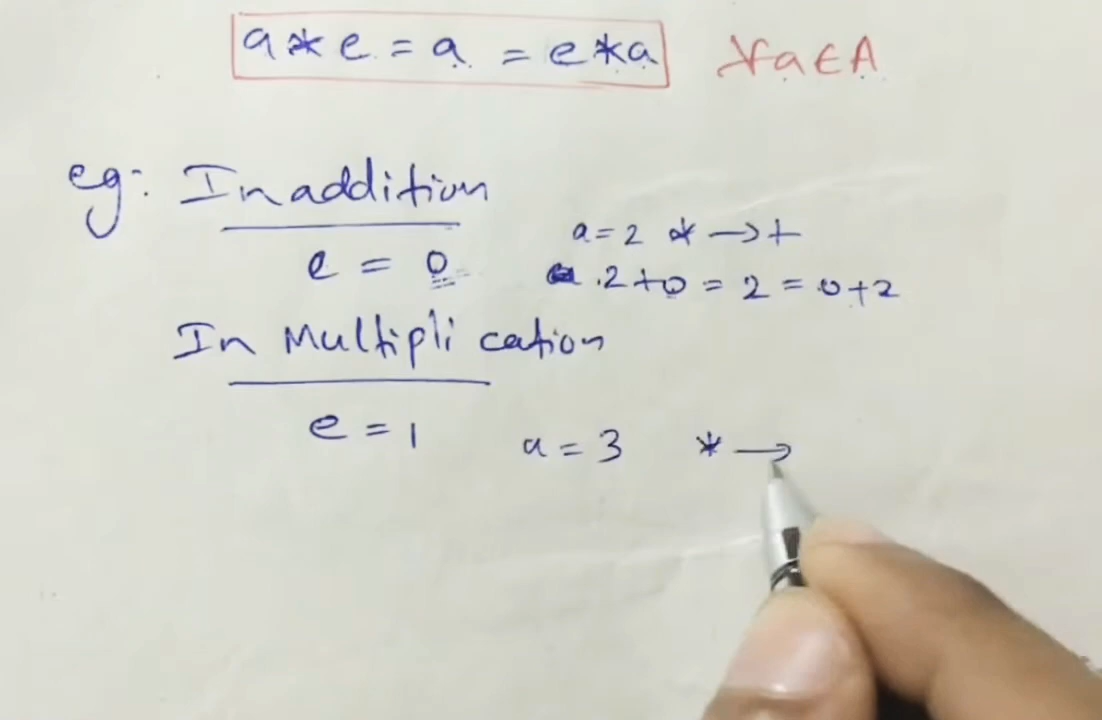 a * e = a = e * a ∀a∈A
eg: In addition
e = 0 a = 2 * → +
2 + 0 = 2 = 0 + 2
In Multiplication
e = 1 a = 3 * →